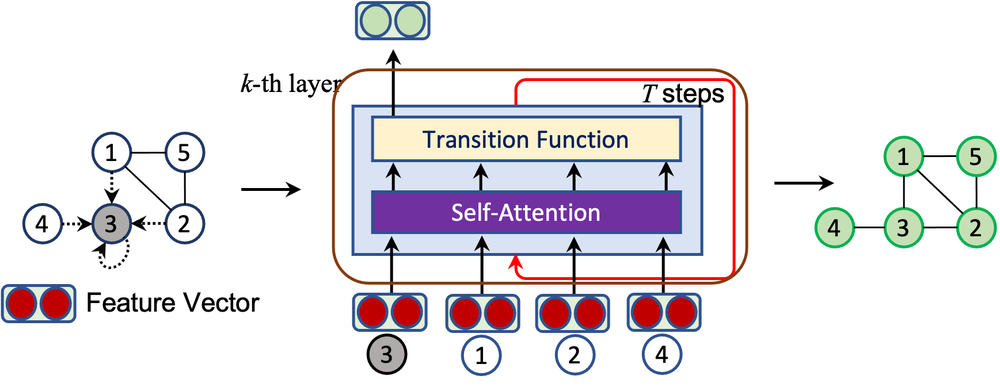 k-th layer
T steps
Transition Function
Self-Attention
1
5
4
3
2
Feature Vector
3
1
2
4
1
5
4
3
2